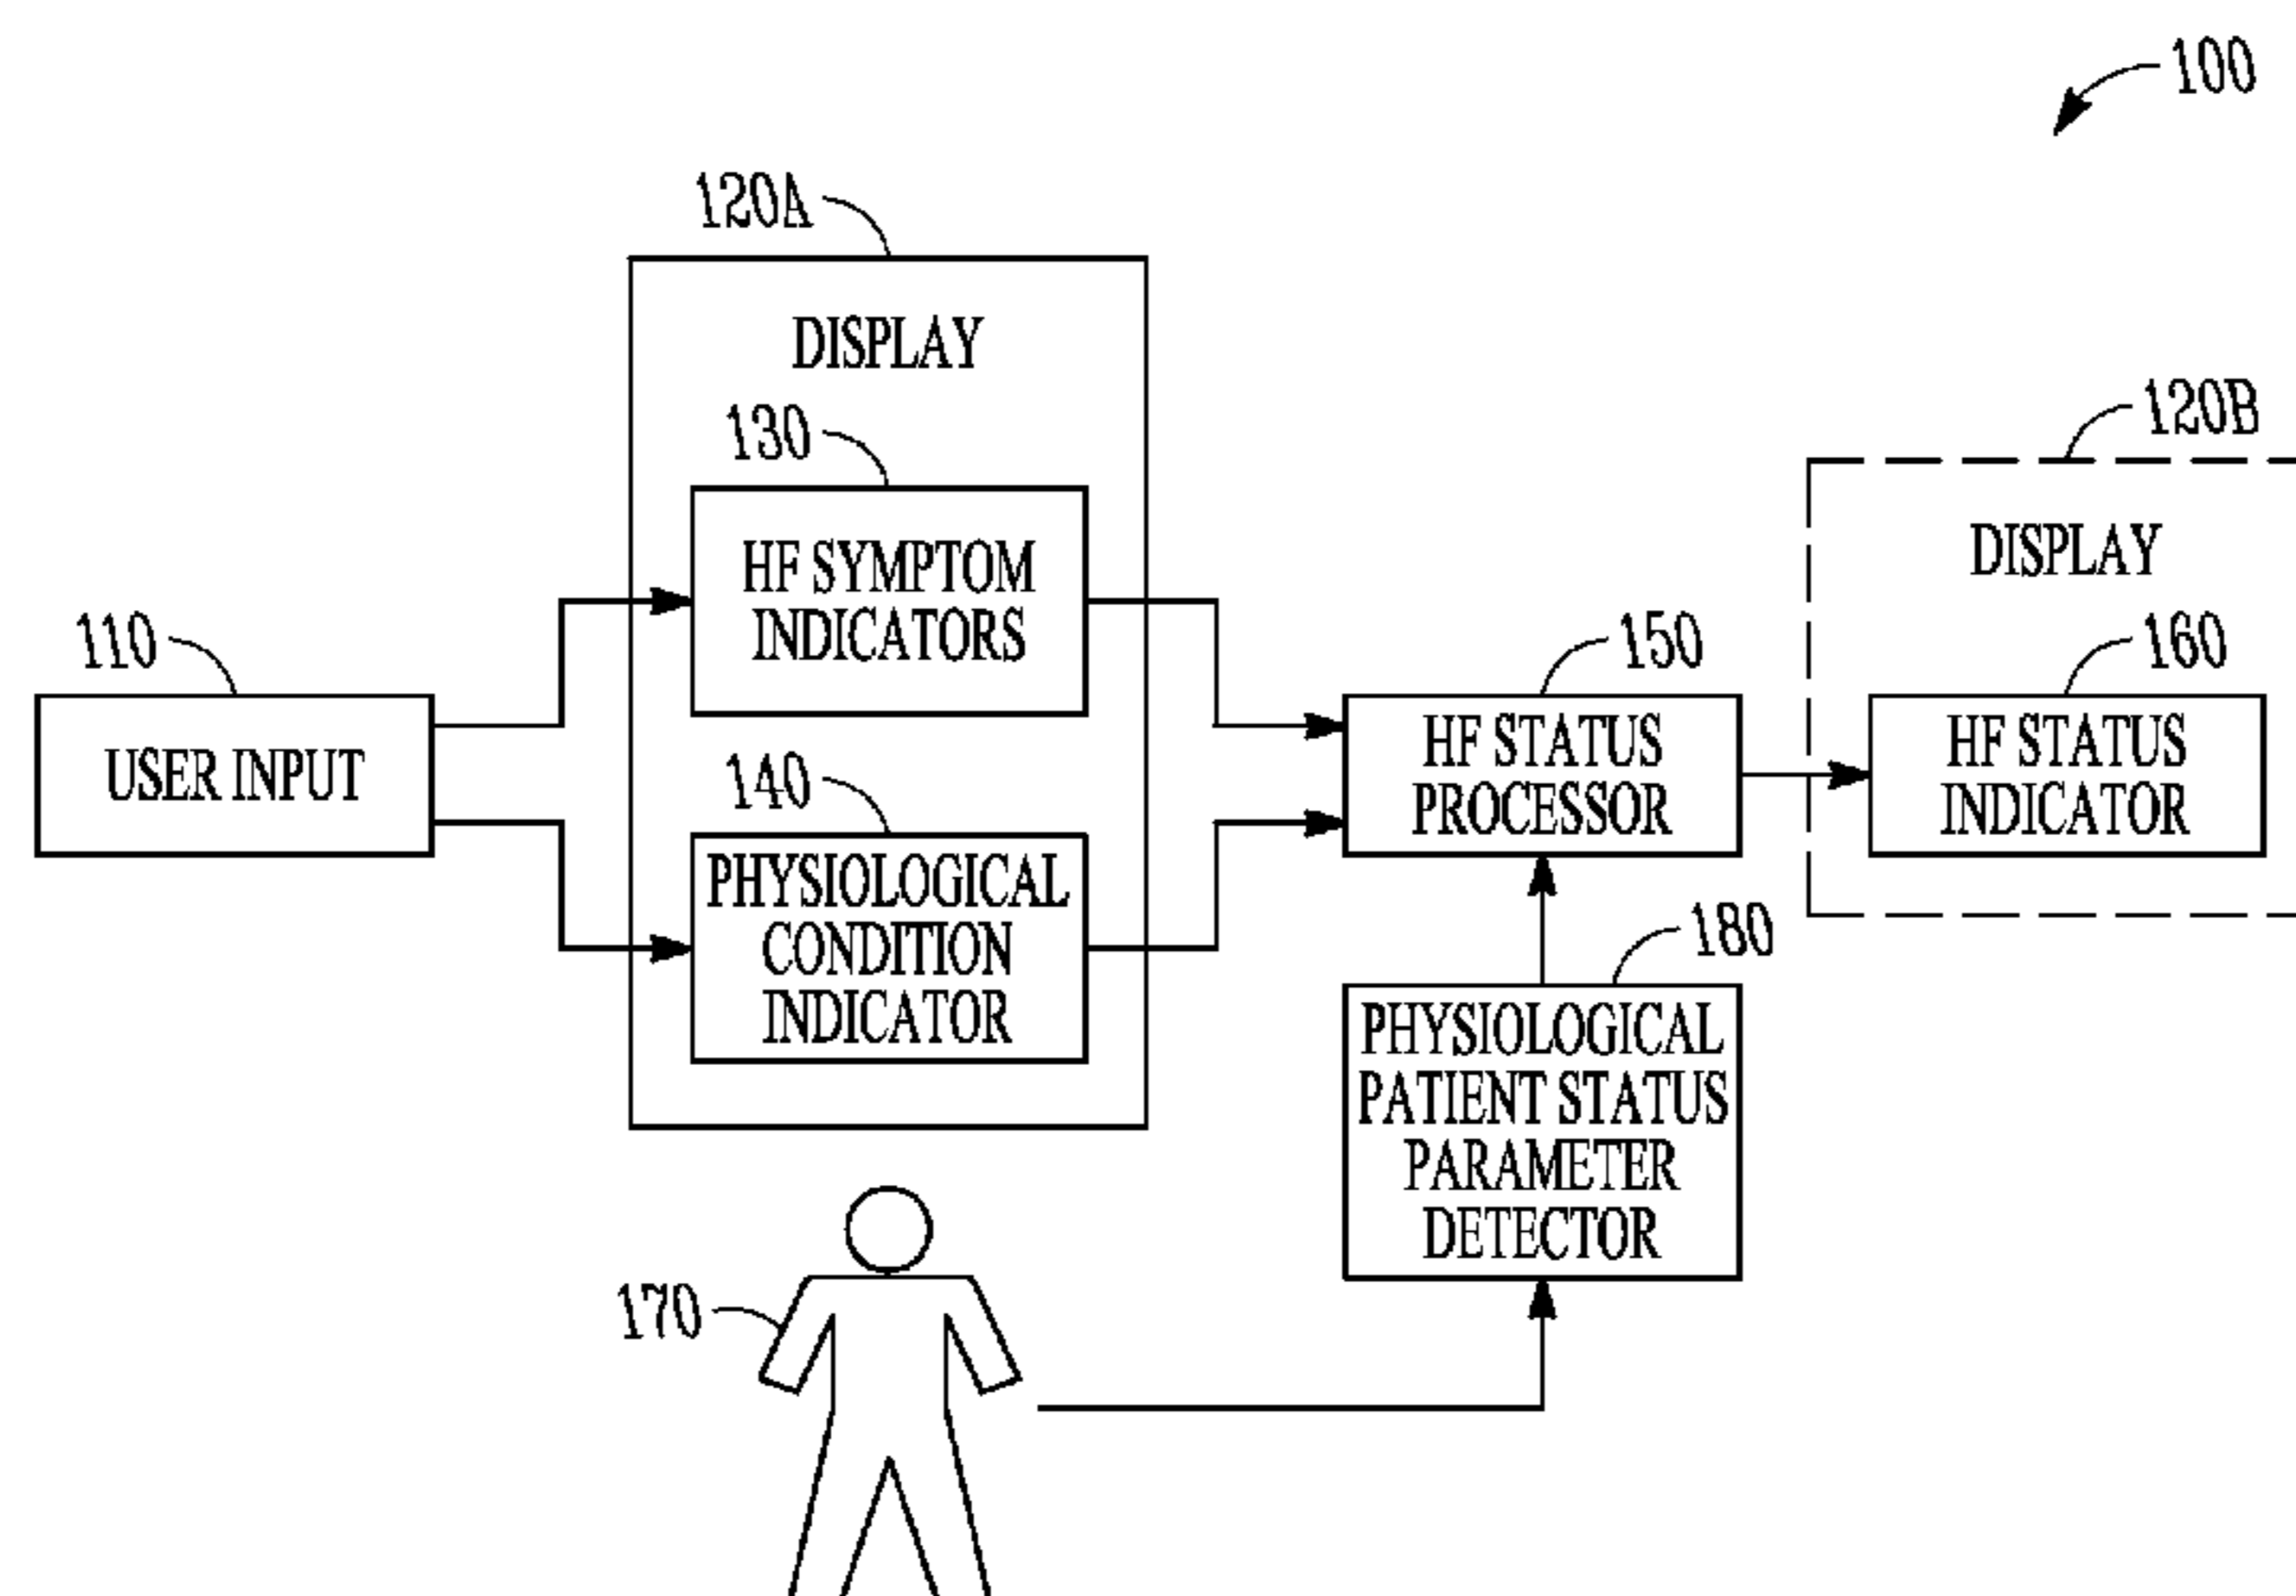 100
120A
DISPLAY
130
HF SYMPTOM
INDICATORS
110
USER INPUT
140
PHYSIOLOGICAL
CONDITION
INDICATOR
150
HF STATUS
PROCESSOR
120B
DISPLAY
160
HF STATUS
INDICATOR
180
PHYSIOLOGICAL
PATIENT STATUS
PARAMETER
DETECTOR
170